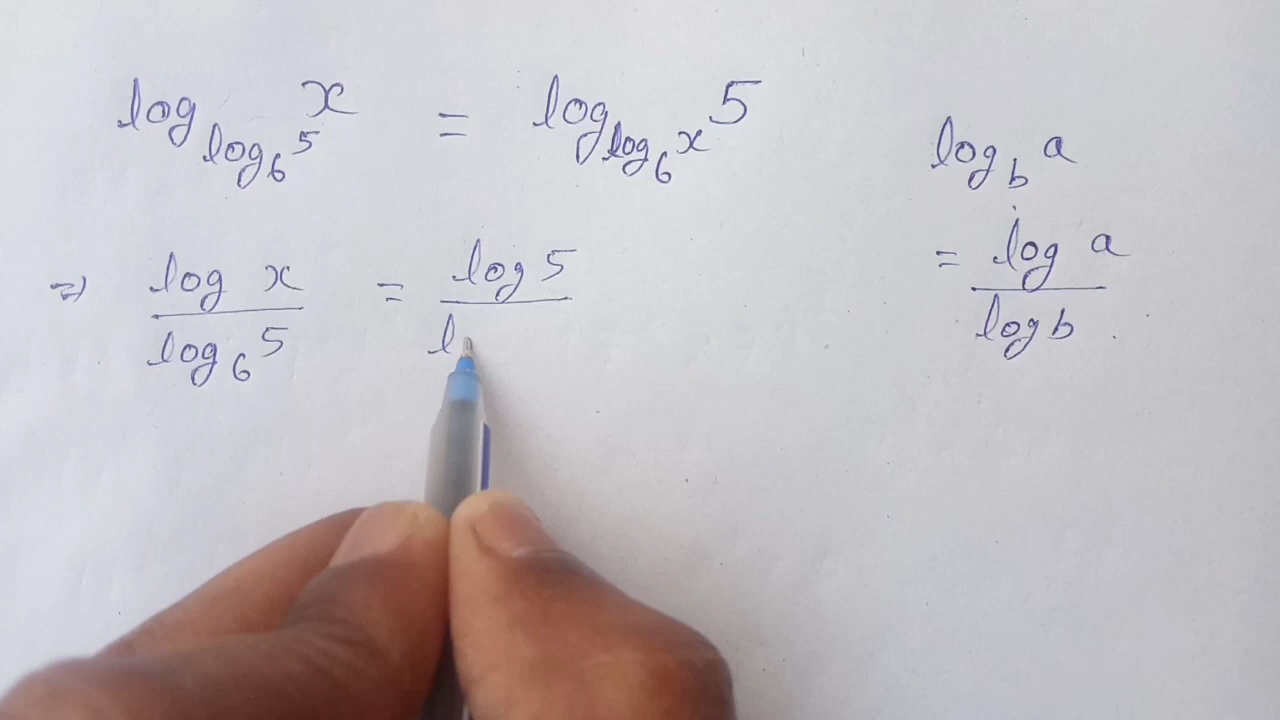 log_{log_6 5} x = log_{log_6 x} 5
log_b a
= log a / log b
⇒ log x / log_6 5 = log 5 / l